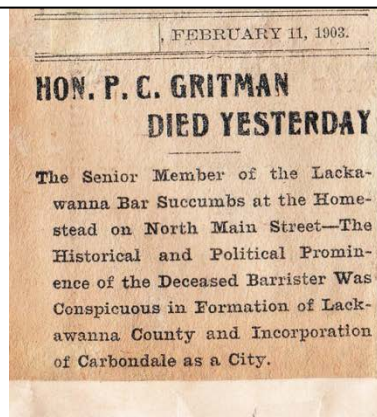 FEBRUARY 11, 1903.
HON. P. C. GRITMAN
DIED YESTERDAY
The Senior Member of the Lacka-
wanna Bar Succumbs at the Home-
stead on North Main Street—The
Historical and Political Promin-
ence of the Deceased Barrister Was
Conspicuous in Formation of Lack-
awanna County and Incorporation
of Carbondale as a City.